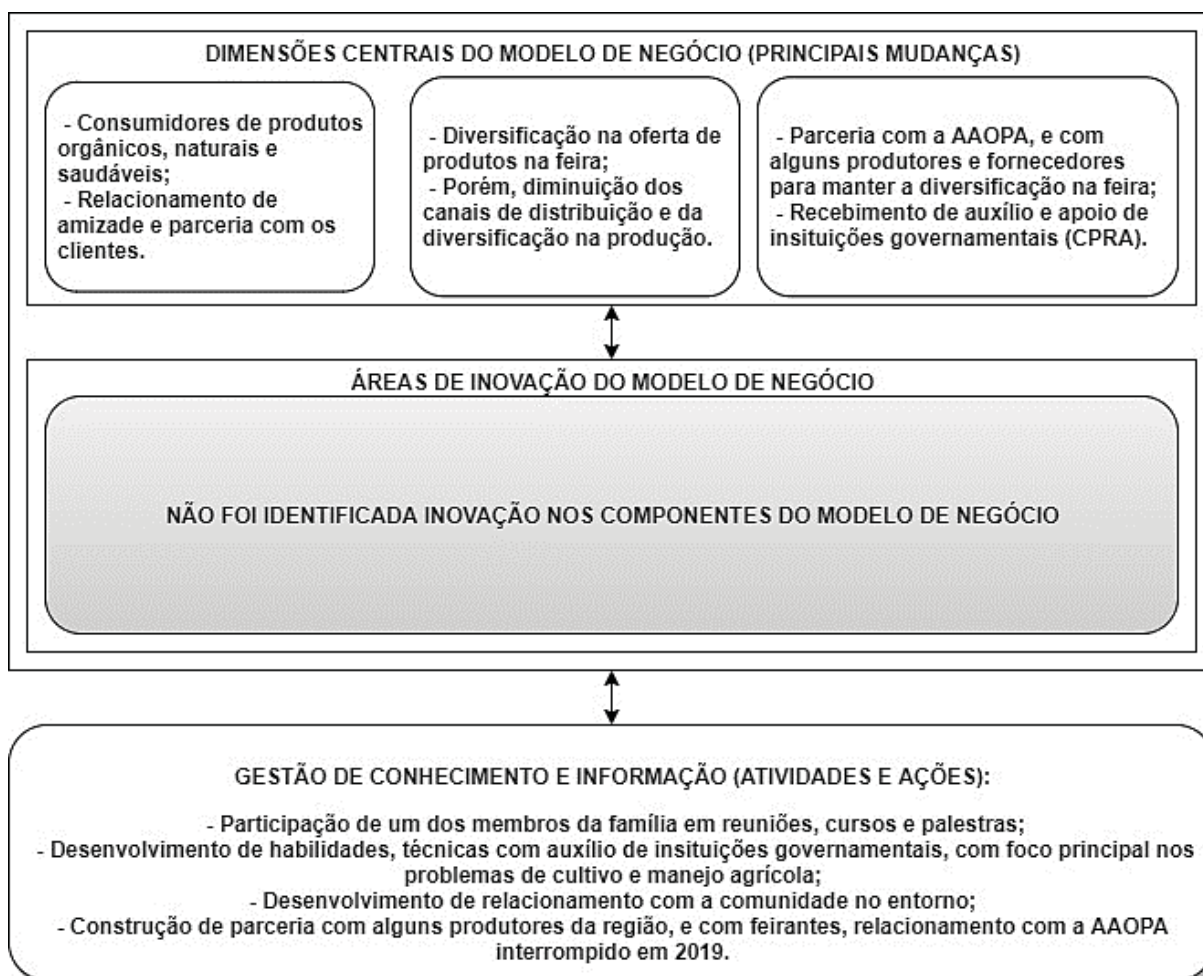 DIMENSÕES CENTRAIS DO MODELO DE NEGÓCIO (PRINCIPAIS MUDANÇAS)
- Consumidores de produtos
orgânicos, naturais e
saudáveis;
- Relacionamento de
amizade e parceria com os
clientes.
- Diversificação na oferta de
produtos na feira;
- Porém, diminuição dos
canais de distribuição e da
diversificação na produção.
- Parceria com a AAOPA, e com
alguns produtores e fornecedores
para manter a diversificação na feira;
- Recebimento de auxílio e apoio de
insituições governamentais (CPRA).
ÁREAS DE INOVAÇÃO DO MODELO DE NEGÓCIO
NÃO FOI IDENTIFICADA INOVAÇÃO NOS COMPONENTES DO MODELO DE NEGÓCIO
GESTÃO DE CONHECIMENTO E INFORMAÇÃO (ATIVIDADES E AÇÕES):
- Participação de um dos membros da família em reuniões, cursos e palestras;
- Desenvolvimento de habilidades, técnicas com auxílio de insituições governamentais, com foco principal nos
problemas de cultivo e manejo agrícola;
- Desenvolvimento de relacionamento com a comunidade no entorno;
- Construção de parceria com alguns produtores da região, e com feirantes, relacionamento com a AAOPA
interrompido em 2019.